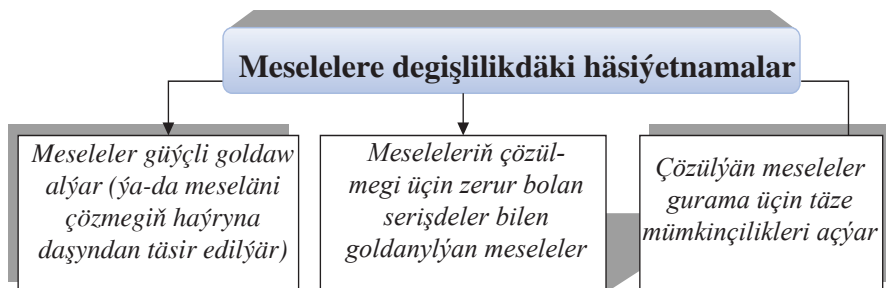 Meselelere degişlilikdäki häsiýetnamalar
Meseleler güýçli goldaw
alýar (ýa-da meseläni
çözmegiň haýryna
daşyndan täsir edilýär)
Meseleleriň çözül-
megi üçin zerur bolan
serişdeler bilen
goldanylýan meseleler
Çözülýän meseleler
gurama üçin täze
mümkinçilikleri açýar